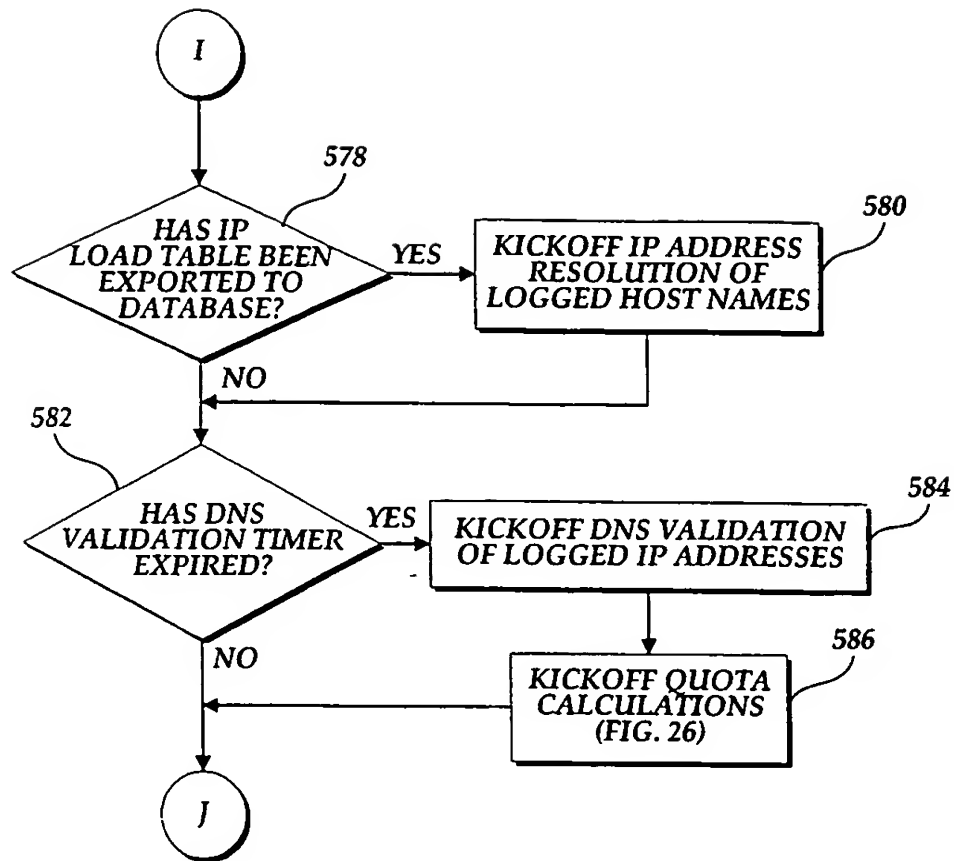 I
578
HAS IP
LOAD TABLE BEEN
EXPORTED TO
DATABASE?
YES
580
KICKOFF IP ADDRESS
RESOLUTION OF
LOGGED HOST NAMES
NO
582
HAS DNS
VALIDATION TIMER
EXPIRED?
YES
584
KICKOFF DNS VALIDATION
OF LOGGED IP ADDRESSES
NO
586
KICKOFF QUOTA
CALCULATIONS
(FIG. 26)
J